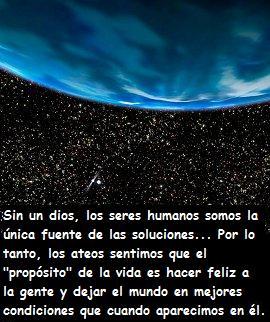 Sin un dios, los seres humanos somos la
única fuente de las soluciones... Por lo
tanto, los ateos sentimos que el
"propósito" de la vida es hacer feliz a
la gente y dejar el mundo en mejores
condiciones que cuando aparecimos en él.